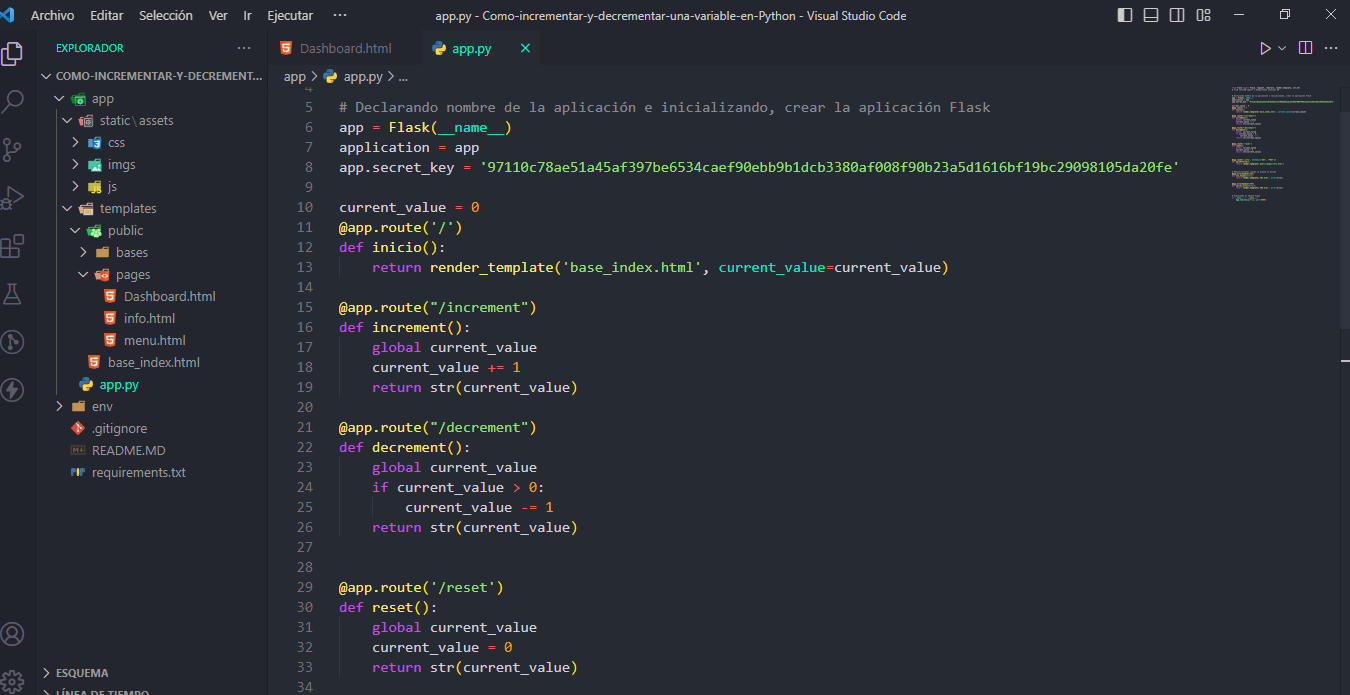 Archivo Editar Selección Ver Ir Ejecutar ··· app.py - Como-incrementar-y-decrementar-una-variable-en-Python - Visual Studio Code
EXPLORADOR ···
COMO-INCREMENTAR-Y-DECREMENT...
app
static\assets
css
imgs
js
templates
public
bases
pages
Dashboard.html
info.html
menu.html
base_index.html
app.py
env
.gitignore
README.MD
requirements.txt
ESQUEMA
LÍNEA DE TIEMPO
Dashboard.html app.py
app > app.py > ...
4
5 # Declarando nombre de la aplicación e inicializando, crear la aplicación Flask
6 app = Flask(__name__)
7 application = app
8 app.secret_key = '97110c78ae51a45af397be6534caef90ebb9b1dcb3380af008f90b23a5d1616bf19bc29098105da20fe'
9
10 current_value = 0
11 @app.route('/')
12 def inicio():
13 return render_template('base_index.html', current_value=current_value)
14
15 @app.route("/increment")
16 def increment():
17 global current_value
18 current_value += 1
19 return str(current_value)
20
21 @app.route("/decrement")
22 def decrement():
23 global current_value
24 if current_value > 0:
25 current_value -= 1
26 return str(current_value)
27
28
29 @app.route('/reset')
30 def reset():
31 global current_value
32 current_value = 0
33 return str(current_value)
34